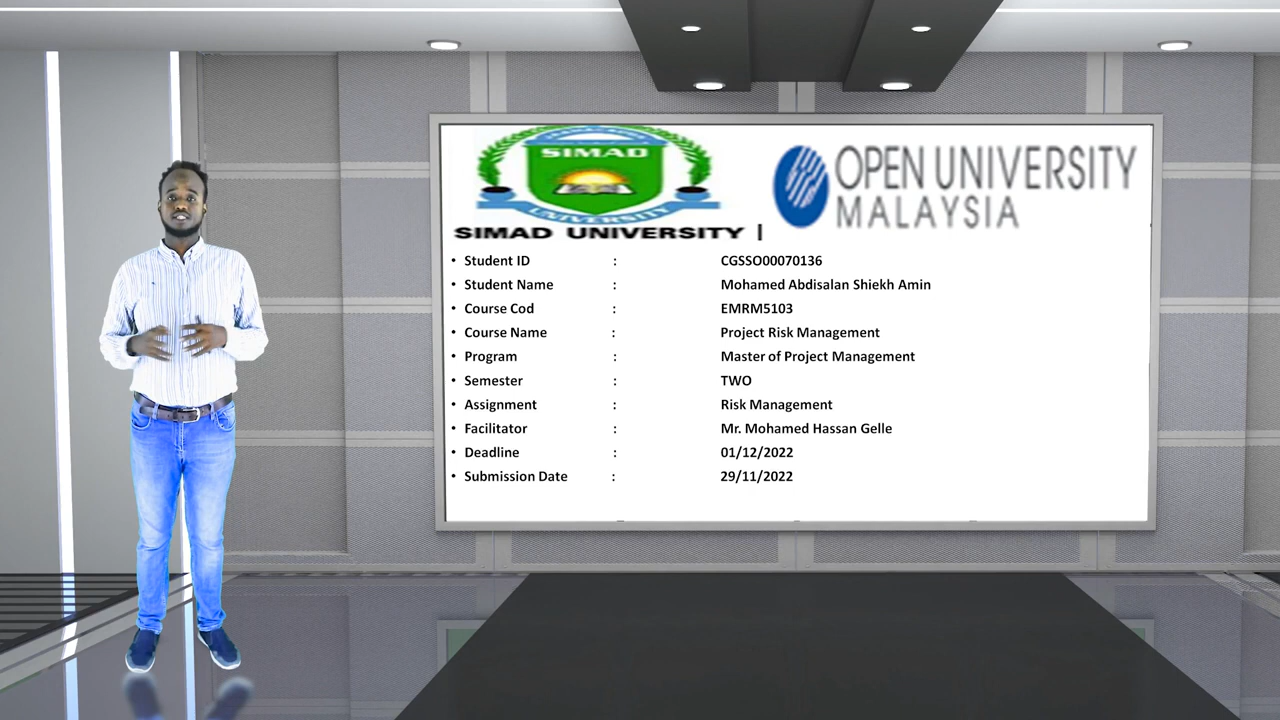 SIMAD
UNIVERSITY
SIMAD UNIVERSITY |
OPEN UNIVERSITY
MALAYSIA
• Student ID : CGSSO00070136
• Student Name : Mohamed Abdisalan Shiekh Amin
• Course Cod : EMRM5103
• Course Name : Project Risk Management
• Program : Master of Project Management
• Semester : TWO
• Assignment : Risk Management
• Facilitator : Mr. Mohamed Hassan Gelle
• Deadline : 01/12/2022
• Submission Date : 29/11/2022